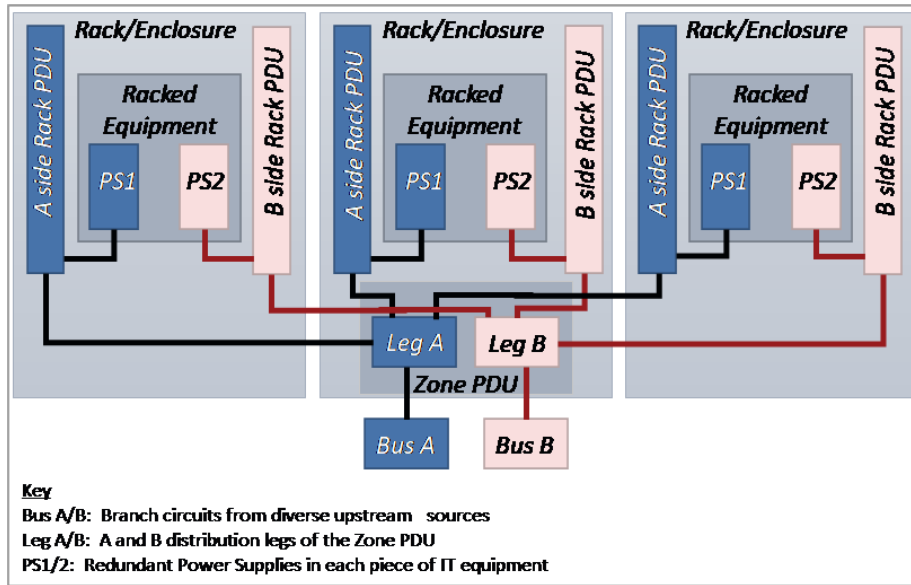 Rack/Enclosure
A side Rack PDU
Racked
Equipment
PS1
PS2
B side Rack PDU
Rack/Enclosure
A side Rack PDU
Racked
Equipment
PS1
PS2
B side Rack PDU
Rack/Enclosure
A side Rack PDU
Racked
Equipment
PS1
PS2
B side Rack PDU
Leg A
Leg B
Zone PDU
Bus A
Bus B
Key
Bus A/B: Branch circuits from diverse upstream sources
Leg A/B: A and B distribution legs of the Zone PDU
PS1/2: Redundant Power Supplies in each piece of IT equipment